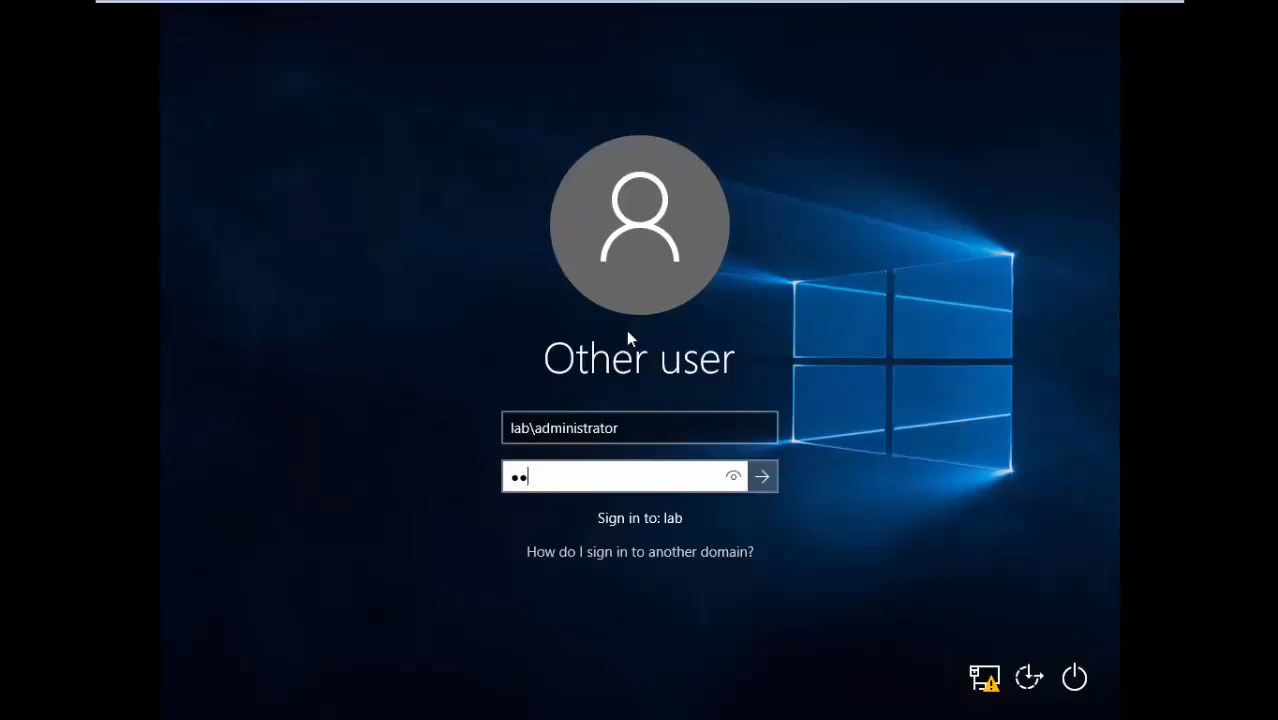 Other user
lab\administrator
••
Sign in to: lab
How do I sign in to another domain?